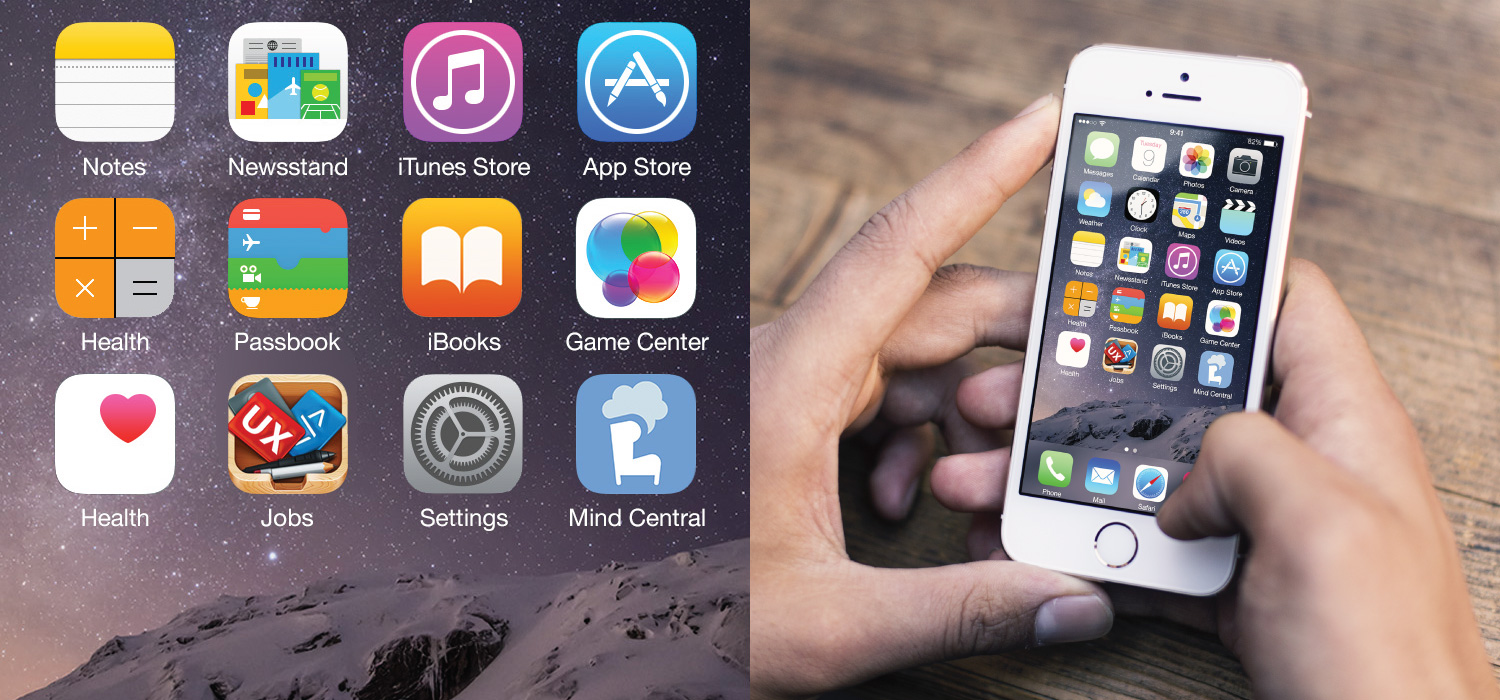 Notes Newsstand iTunes Store App Store
Health Passbook iBooks Game Center
UX
Health Jobs Settings Mind Central
9:41 82%
Tuesday
9
Messages Calendar Photos Camera
280
Weather Clock Maps Videos
Notes Newsstand iTunes Store App Store
Health Passbook iBooks Game Center
UX
Health Jobs Settings Mind Central
Phone Mail Safari